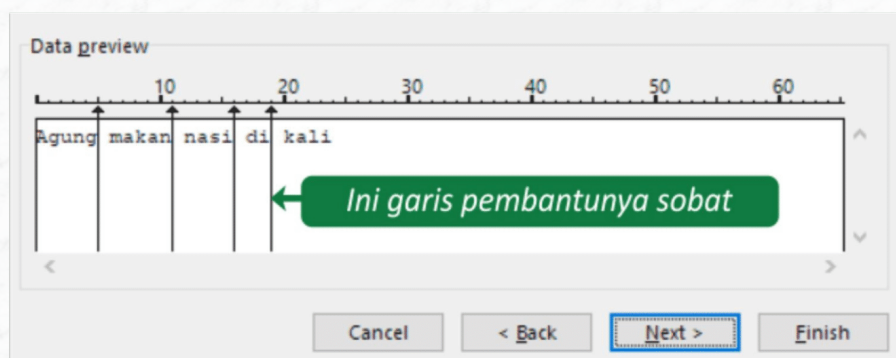 Data preview
10 20 30 40 50 60
Agung makan nasi di kali
Ini garis pembantunya sobat
Cancel < Back Next > Finish